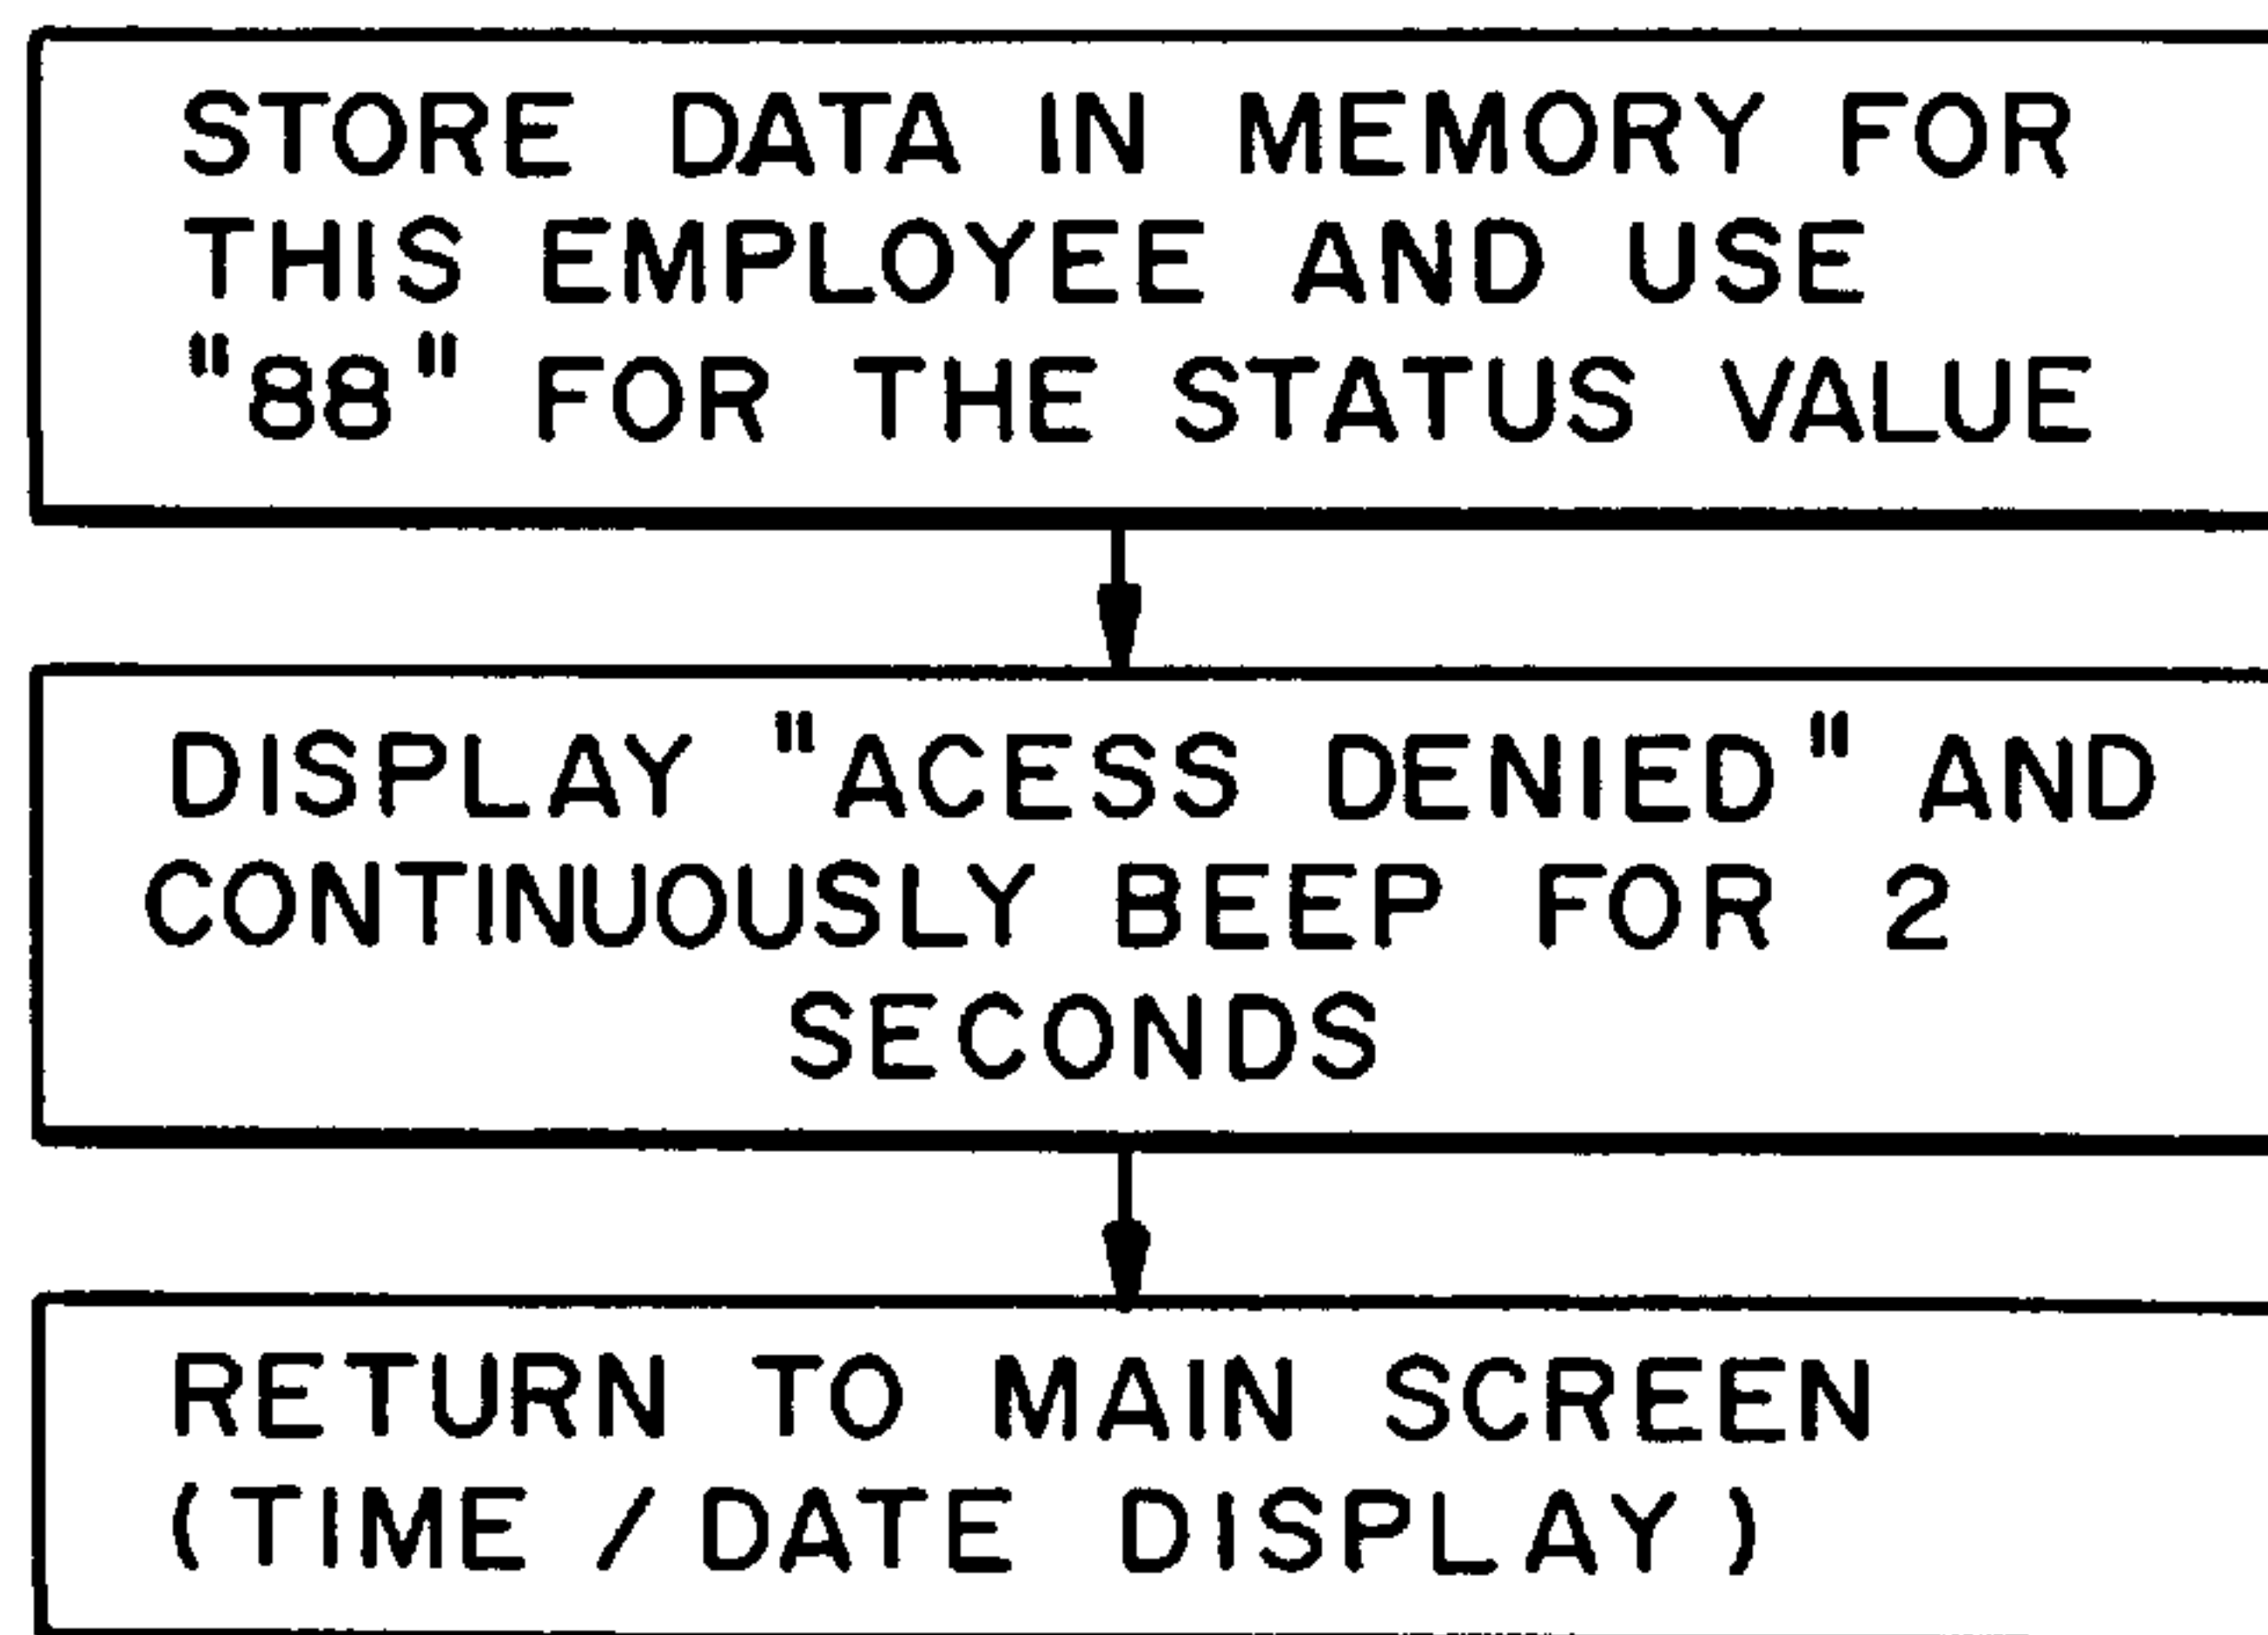 STORE DATA IN MEMORY FOR
THIS EMPLOYEE AND USE
"88" FOR THE STATUS VALUE
DISPLAY "ACESS DENIED" AND
CONTINUOUSLY BEEP FOR 2
SECONDS
RETURN TO MAIN SCREEN
(TIME / DATE DISPLAY)